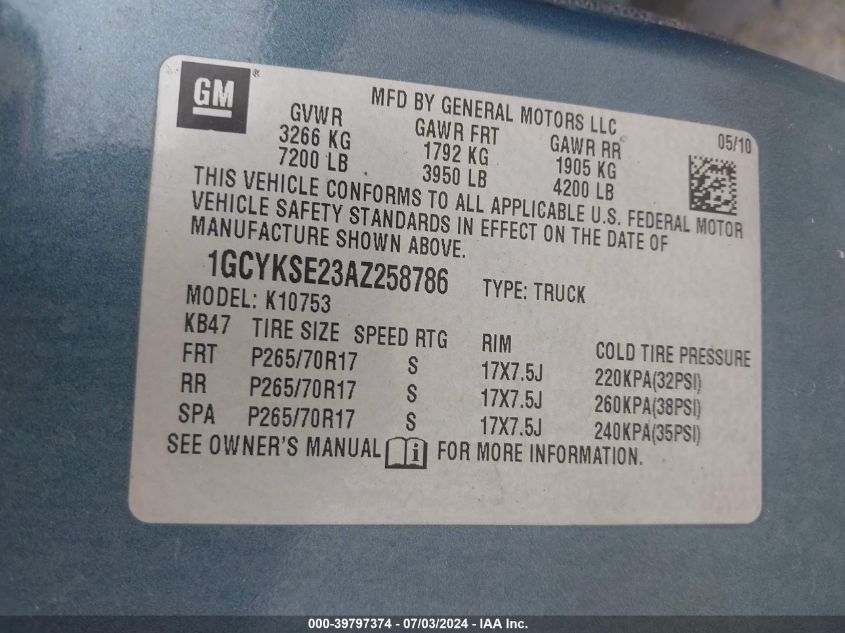 GM
MFD BY GENERAL MOTORS LLC
05/10
GVWR GAWR FRT GAWR RR
3266 KG 1792 KG 1905 KG
7200 LB 3950 LB 4200 LB
THIS VEHICLE CONFORMS TO ALL APPLICABLE U.S. FEDERAL MOTOR
VEHICLE SAFETY STANDARDS IN EFFECT ON THE DATE OF
MANUFACTURE SHOWN ABOVE.
1GCYKSE23AZ258786 TYPE: TRUCK
MODEL: K10753
KB47 TIRE SIZE SPEED RTG RIM COLD TIRE PRESSURE
FRT P265/70R17 S 17X7.5J 220KPA(32PSI)
RR P265/70R17 S 17X7.5J 260KPA(38PSI)
SPA P265/70R17 S 17X7.5J 240KPA(35PSI)
SEE OWNER'S MANUAL i FOR MORE INFORMATION.
000-39797374 / 07/03/2024 - IAA Inc.